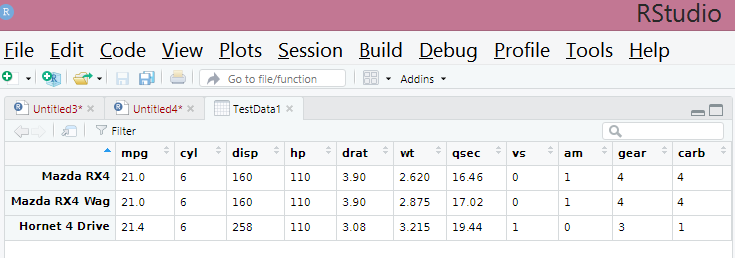 RStudio
File Edit Code View Plots Session Build Debug Profile Tools Help
Go to file/function Addins
Untitled3* Untitled4* TestData1
Filter
mpg cyl disp hp drat wt qsec vs am gear carb
Mazda RX4 21.0 6 160 110 3.90 2.620 16.46 0 1 4 4
Mazda RX4 Wag 21.0 6 160 110 3.90 2.875 17.02 0 1 4 4
Hornet 4 Drive 21.4 6 258 110 3.08 3.215 19.44 1 0 3 1